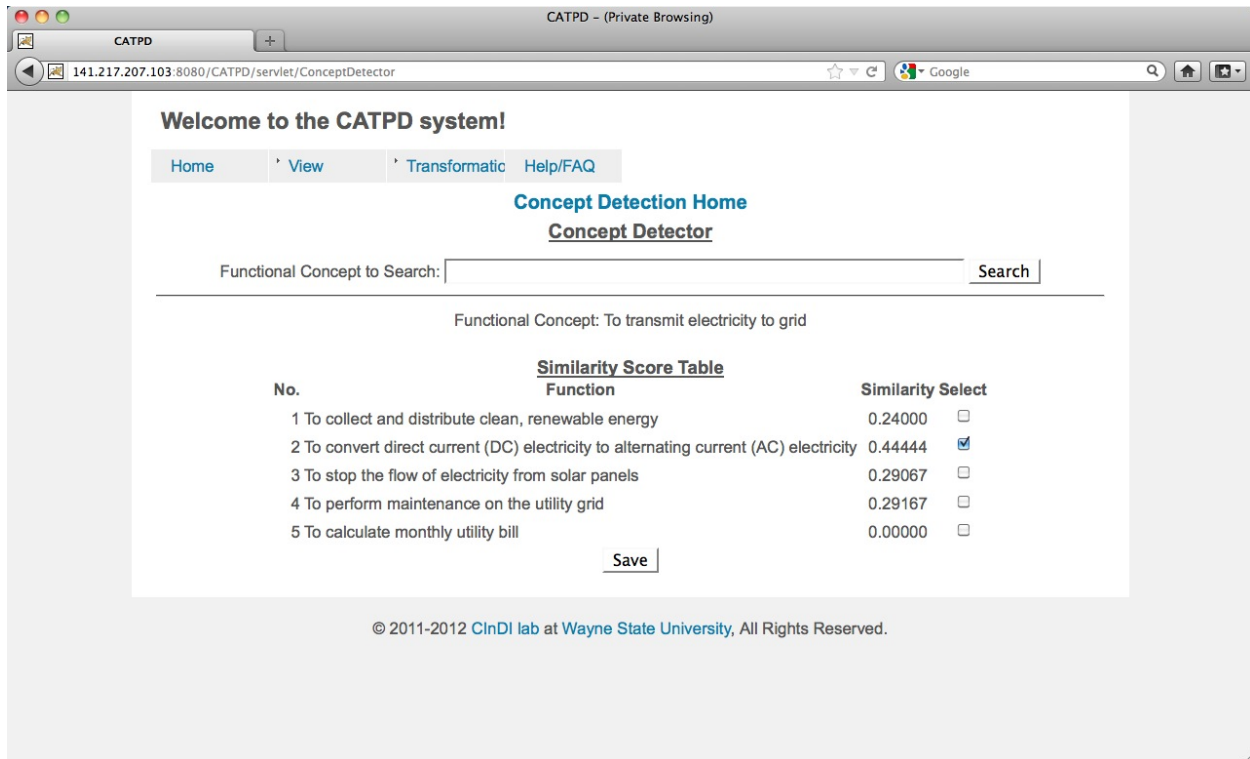 CATPD – (Private Browsing)
CATPD
141.217.207.103:8080/CATPD/servlet/ConceptDetector Google
Welcome to the CATPD system!
Home View Transformatio Help/FAQ
Concept Detection Home
Concept Detector
Functional Concept to Search: Search
Functional Concept: To transmit electricity to grid
Similarity Score Table
No. Function Similarity Select
1 To collect and distribute clean, renewable energy 0.24000
2 To convert direct current (DC) electricity to alternating current (AC) electricity 0.44444
3 To stop the flow of electricity from solar panels 0.29067
4 To perform maintenance on the utility grid 0.29167
5 To calculate monthly utility bill 0.00000
Save
© 2011-2012 CInDI lab at Wayne State University, All Rights Reserved.